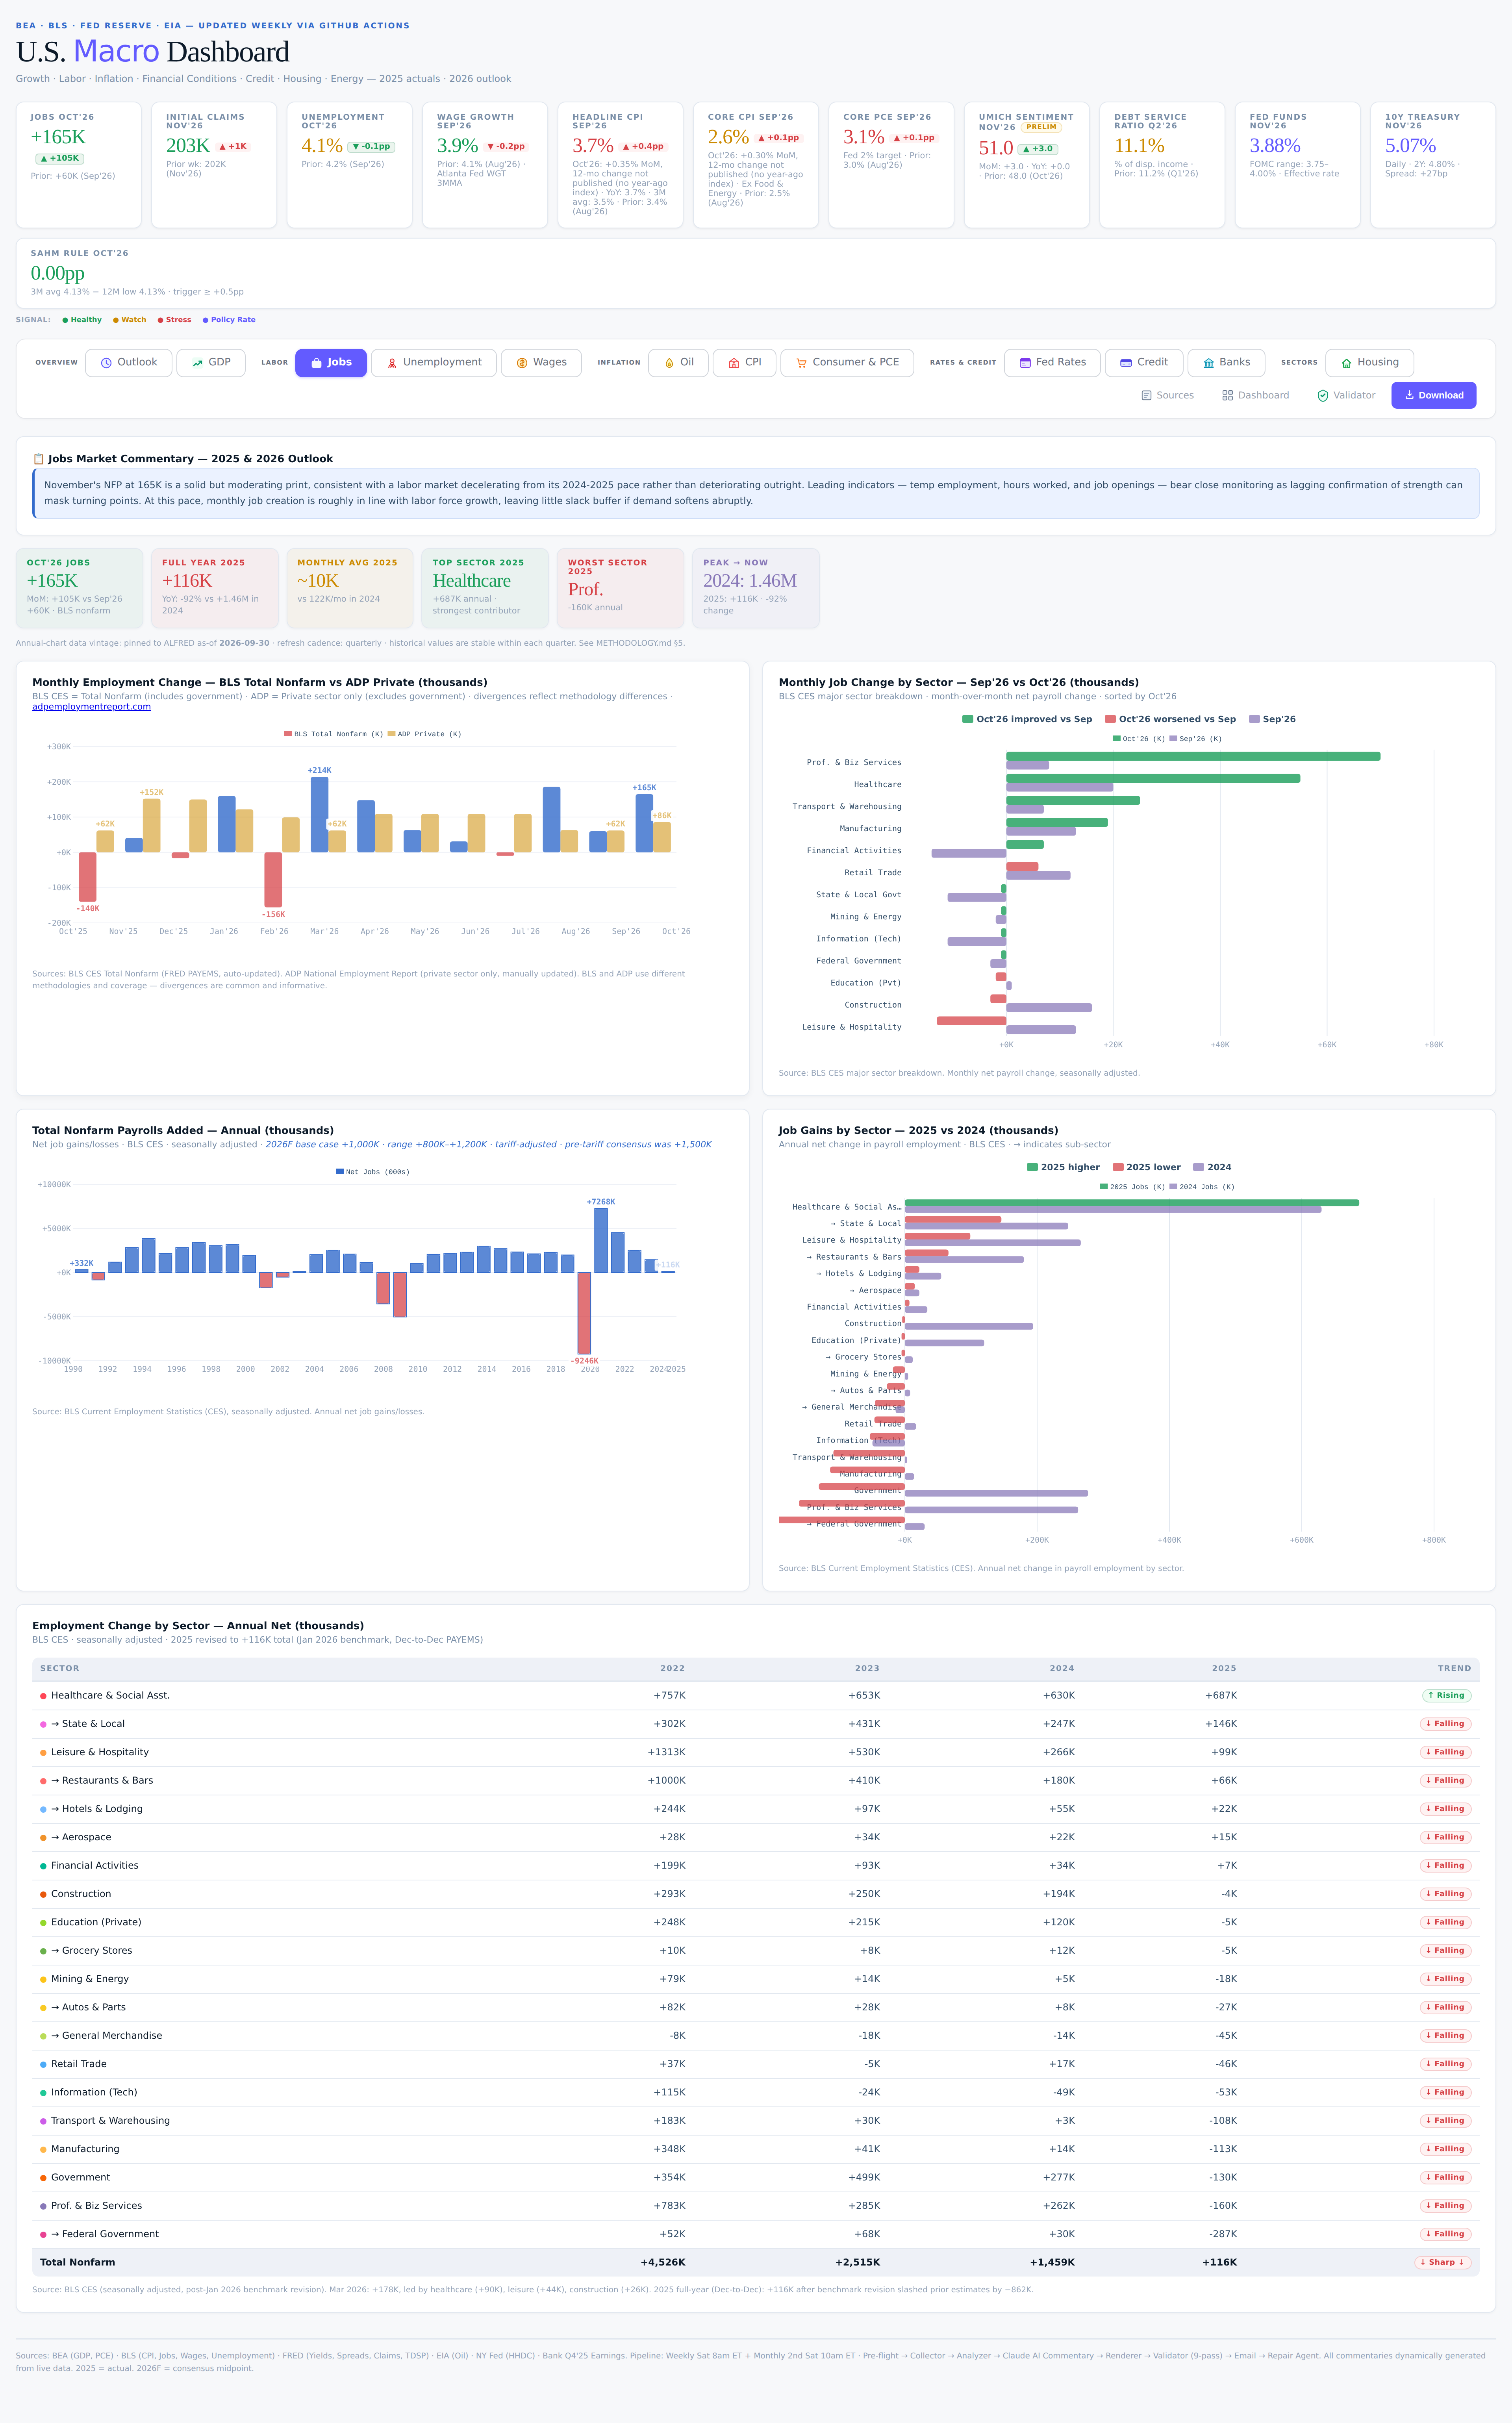 BEA · BLS · FED RESERVE · EIA — UPDATED WEEKLY VIA GITHUB ACTIONS
U.S. Macro Dashboard
Growth · Labor · Inflation · Financial Conditions · Credit · Housing · Energy — 2025 actuals · 2026 outlook
JOBS OCT'26
+165K
▲ +105K
Prior: +60K (Sep'26)
INITIAL CLAIMS
NOV'26
203K ▲ +1K
Prior wk: 202K
(Nov'26)
UNEMPLOYMENT
OCT'26
4.1% ▼ -0.1pp
Prior: 4.2% (Sep'26)
WAGE GROWTH
SEP'26
3.9% ▼ -0.2pp
Prior: 4.1% (Aug'26) ·
Atlanta Fed WGT
3MMA
HEADLINE CPI
SEP'26
3.7% ▲ +0.4pp
Oct'26: +0.35% MoM,
12-mo change not
published (no year-ago
index) · YoY: 3.7% · 3M
avg: 3.5% · Prior: 3.4%
(Aug'26)
CORE CPI SEP'26
2.6% ▲ +0.1pp
Oct'26: +0.30% MoM,
12-mo change not
published (no year-ago
index) · Ex Food &
Energy · Prior: 2.5%
(Aug'26)
CORE PCE SEP'26
3.1% ▲ +0.1pp
Fed 2% target · Prior:
3.0% (Aug'26)
UMICH SENTIMENT
NOV'26 PRELIM
51.0 ▲ +3.0
MoM: +3.0 · YoY: +0.0
· Prior: 48.0 (Oct'26)
DEBT SERVICE
RATIO Q2'26
11.1%
% of disp. income ·
Prior: 11.2% (Q1'26)
FED FUNDS
NOV'26
3.88%
FOMC range: 3.75–
4.00% · Effective rate
10Y TREASURY
NOV'26
5.07%
Daily · 2Y: 4.80% ·
Spread: +27bp
SAHM RULE OCT'26
0.00pp
3M avg 4.13% − 12M low 4.13% · trigger ≥ +0.5pp
SIGNAL: ● Healthy ● Watch ● Stress ● Policy Rate
OVERVIEW Outlook GDP LABOR Jobs Unemployment Wages INFLATION Oil CPI Consumer & PCE RATES & CREDIT Fed Rates Credit Banks SECTORS Housing
Sources Dashboard Validator Download
📋 Jobs Market Commentary — 2025 & 2026 Outlook
November's NFP at 165K is a solid but moderating print, consistent with a labor market decelerating from its 2024-2025 pace rather than deteriorating outright. Leading indicators — temp employment, hours worked, and job openings — bear close monitoring as lagging confirmation of strength can
mask turning points. At this pace, monthly job creation is roughly in line with labor force growth, leaving little slack buffer if demand softens abruptly.
OCT'26 JOBS
+165K
MoM: +105K vs Sep'26
+60K · BLS nonfarm
FULL YEAR 2025
+116K
YoY: -92% vs +1.46M in
2024
MONTHLY AVG 2025
~10K
vs 122K/mo in 2024
TOP SECTOR 2025
Healthcare
+687K annual ·
strongest contributor
WORST SECTOR
2025
Prof.
-160K annual
PEAK → NOW
2024: 1.46M
2025: +116K · -92%
change
Annual-chart data vintage: pinned to ALFRED as-of 2026-09-30 · refresh cadence: quarterly · historical values are stable within each quarter. See METHODOLOGY.md §5.
Monthly Employment Change — BLS Total Nonfarm vs ADP Private (thousands)
BLS CES = Total Nonfarm (includes government) · ADP = Private sector only (excludes government) · divergences reflect methodology differences ·
adpemploymentreport.com
BLS Total Nonfarm (K) ADP Private (K)
+300K
+200K
+100K
+0K
-100K
-200K
-140K
+62K
+152K
-156K
+214K
+62K
+62K
+165K
+86K
Oct'25 Nov'25 Dec'25 Jan'26 Feb'26 Mar'26 Apr'26 May'26 Jun'26 Jul'26 Aug'26 Sep'26 Oct'26
Sources: BLS CES Total Nonfarm (FRED PAYEMS, auto-updated). ADP National Employment Report (private sector only, manually updated). BLS and ADP use different
methodologies and coverage — divergences are common and informative.
Monthly Job Change by Sector — Sep'26 vs Oct'26 (thousands)
BLS CES major sector breakdown · month-over-month net payroll change · sorted by Oct'26
Oct'26 improved vs Sep Oct'26 worsened vs Sep Sep'26
Oct'26 (K) Sep'26 (K)
Prof. & Biz Services
Healthcare
Transport & Warehousing
Manufacturing
Financial Activities
Retail Trade
State & Local Govt
Mining & Energy
Information (Tech)
Federal Government
Education (Pvt)
Construction
Leisure & Hospitality
+0K +20K +40K +60K +80K
Source: BLS CES major sector breakdown. Monthly net payroll change, seasonally adjusted.
Total Nonfarm Payrolls Added — Annual (thousands)
Net job gains/losses · BLS CES · seasonally adjusted · 2026F base case +1,000K · range +800K–+1,200K · tariff-adjusted · pre-tariff consensus was +1,500K
Net Jobs (000s)
+10000K
+5000K
+0K
-5000K
-10000K
+332K
-9246K
+7268K
+116K
1990 1992 1994 1996 1998 2000 2002 2004 2006 2008 2010 2012 2014 2016 2018 2020 2022 2024 2025
Source: BLS Current Employment Statistics (CES), seasonally adjusted. Annual net job gains/losses.
Job Gains by Sector — 2025 vs 2024 (thousands)
Annual net change in payroll employment · BLS CES · → indicates sub-sector
2025 higher 2025 lower 2024
2025 Jobs (K) 2024 Jobs (K)
Healthcare & Social As…
→ State & Local
Leisure & Hospitality
→ Restaurants & Bars
→ Hotels & Lodging
→ Aerospace
Financial Activities
Construction
Education (Private)
→ Grocery Stores
Mining & Energy
→ Autos & Parts
→ General Merchandise
Retail Trade
Information (Tech)
Transport & Warehousing
Manufacturing
Government
Prof. & Biz Services
→ Federal Government
+0K +200K +400K +600K +800K
Source: BLS Current Employment Statistics (CES). Annual net change in payroll employment by sector.
Employment Change by Sector — Annual Net (thousands)
BLS CES · seasonally adjusted · 2025 revised to +116K total (Jan 2026 benchmark, Dec-to-Dec PAYEMS)
SECTOR 2022 2023 2024 2025 TREND
Healthcare & Social Asst. +757K +653K +630K +687K ↑ Rising
→ State & Local +302K +431K +247K +146K ↓ Falling
Leisure & Hospitality +1313K +530K +266K +99K ↓ Falling
→ Restaurants & Bars +1000K +410K +180K +66K ↓ Falling
→ Hotels & Lodging +244K +97K +55K +22K ↓ Falling
→ Aerospace +28K +34K +22K +15K ↓ Falling
Financial Activities +199K +93K +34K +7K ↓ Falling
Construction +293K +250K +194K -4K ↓ Falling
Education (Private) +248K +215K +120K -5K ↓ Falling
→ Grocery Stores +10K +8K +12K -5K ↓ Falling
Mining & Energy +79K +14K +5K -18K ↓ Falling
→ Autos & Parts +82K +28K +8K -27K ↓ Falling
→ General Merchandise -8K -18K -14K -45K ↓ Falling
Retail Trade +37K -5K +17K -46K ↓ Falling
Information (Tech) +115K -24K -49K -53K ↓ Falling
Transport & Warehousing +183K +30K +3K -108K ↓ Falling
Manufacturing +348K +41K +14K -113K ↓ Falling
Government +354K +499K +277K -130K ↓ Falling
Prof. & Biz Services +783K +285K +262K -160K ↓ Falling
→ Federal Government +52K +68K +30K -287K ↓ Falling
Total Nonfarm +4,526K +2,515K +1,459K +116K ↓ Sharp ↓
Source: BLS CES (seasonally adjusted, post-Jan 2026 benchmark revision). Mar 2026: +178K, led by healthcare (+90K), leisure (+44K), construction (+26K). 2025 full-year (Dec-to-Dec): +116K after benchmark revision slashed prior estimates by ~862K.
Sources: BEA (GDP, PCE) · BLS (CPI, Jobs, Wages, Unemployment) · FRED (Yields, Spreads, Claims, TDSP) · EIA (Oil) · NY Fed (HHDC) · Bank Q4'25 Earnings. Pipeline: Weekly Sat 8am ET + Monthly 2nd Sat 10am ET · Pre-flight → Collector → Analyzer → Claude AI Commentary → Renderer → Validator (9-pass) → Email → Repair Agent. All commentaries dynamically generated
from live data. 2025 = actual. 2026F = consensus midpoint.